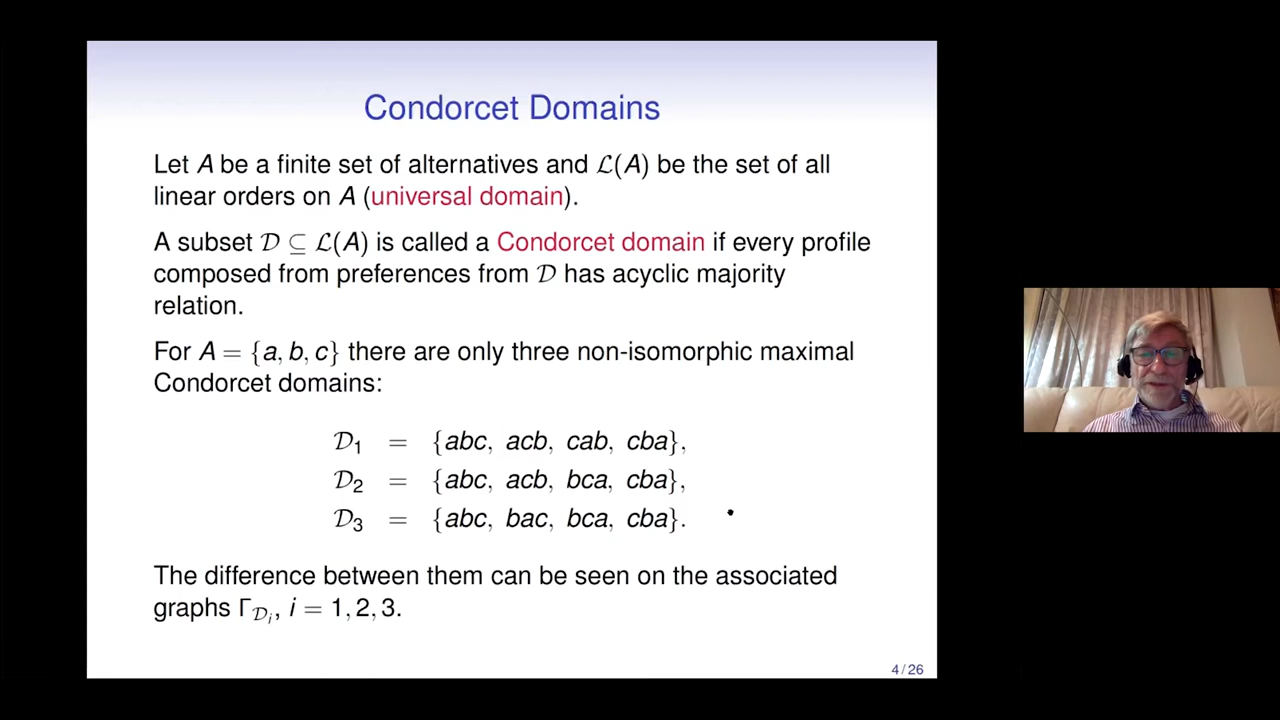 Condorcet Domains
Let A be a finite set of alternatives and ℒ(A) be the set of all
linear orders on A (universal domain).
A subset 𝒟 ⊆ ℒ(A) is called a Condorcet domain if every profile
composed from preferences from 𝒟 has acyclic majority
relation.
For A = {a, b, c} there are only three non-isomorphic maximal
Condorcet domains:
𝒟₁ = {abc, acb, cab, cba},
𝒟₂ = {abc, acb, bca, cba},
𝒟₃ = {abc, bac, bca, cba}.
The difference between them can be seen on the associated
graphs Γ_𝒟ᵢ, i = 1, 2, 3.
4 / 26